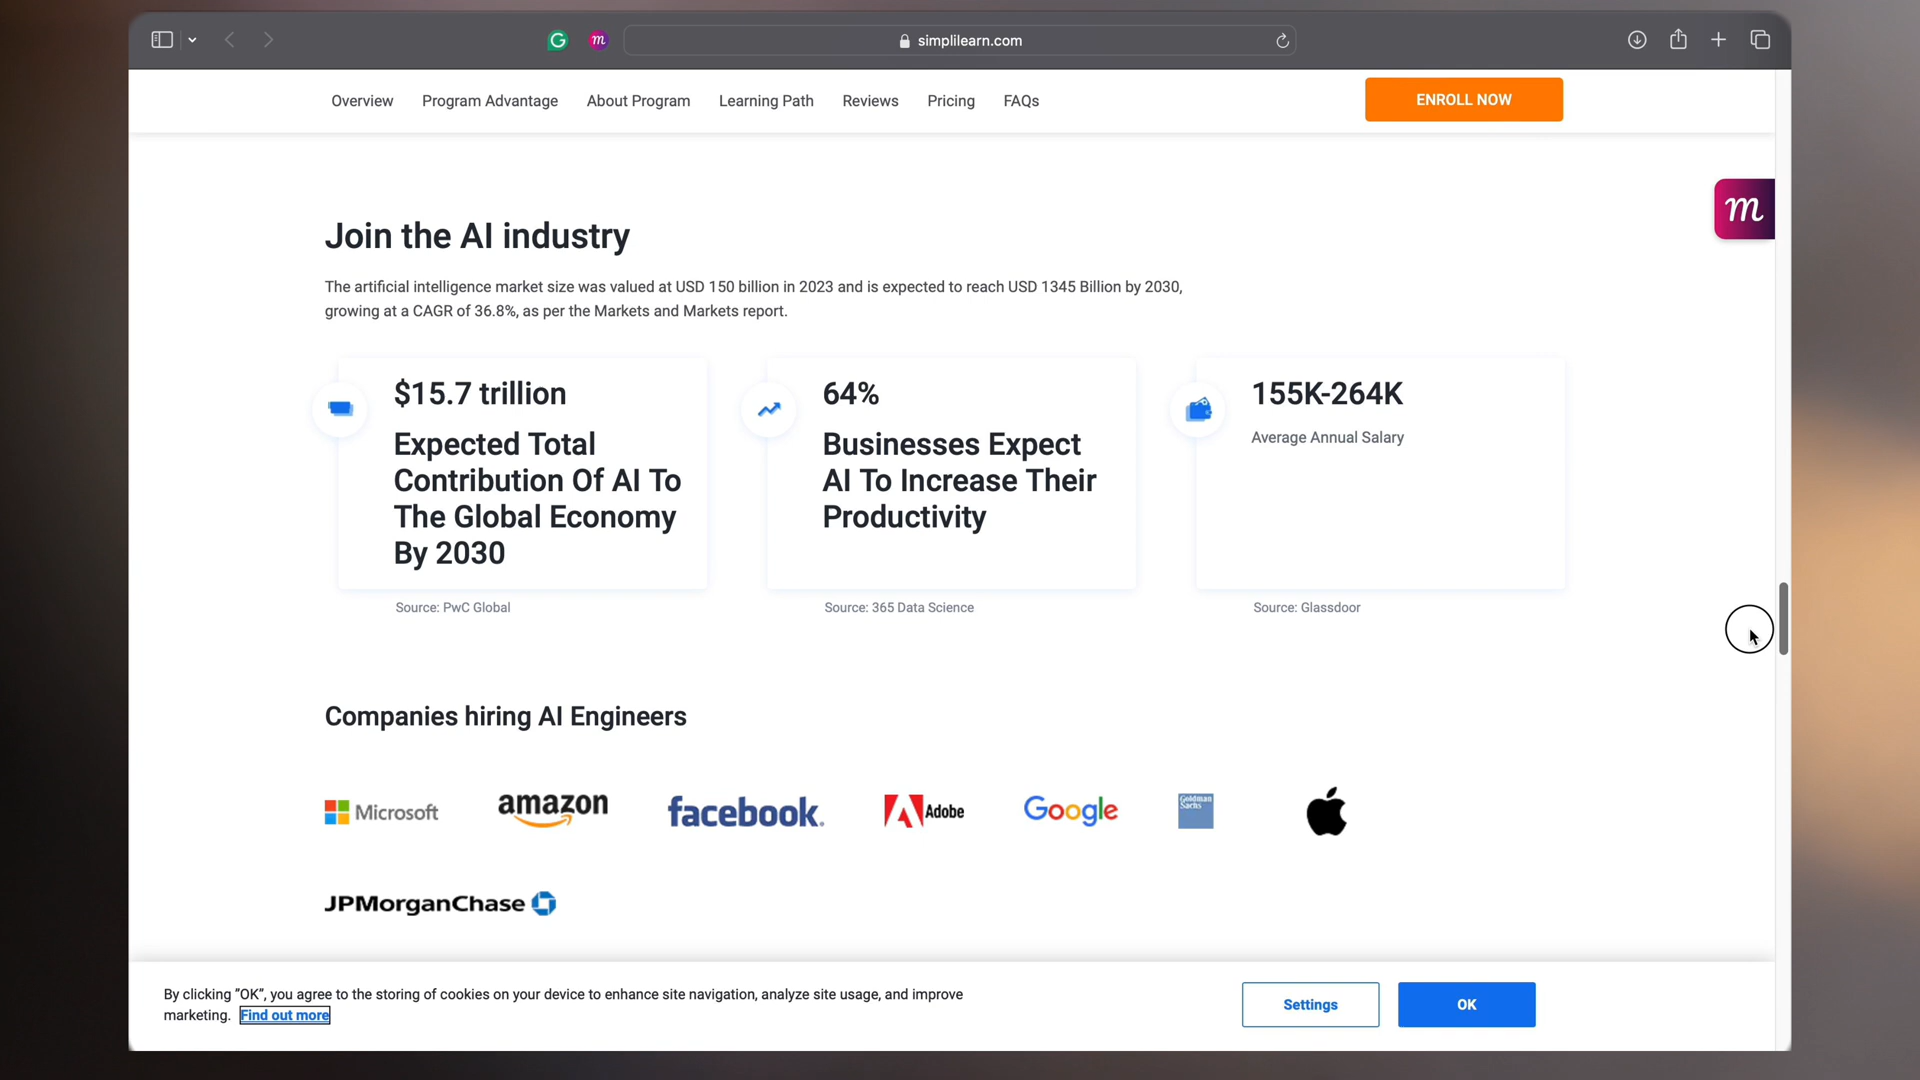 simplilearn.com
Overview Program Advantage About Program Learning Path Reviews Pricing FAQs ENROLL NOW
m
Join the AI industry
The artificial intelligence market size was valued at USD 150 billion in 2023 and is expected to reach USD 1345 Billion by 2030,
growing at a CAGR of 36.8%, as per the Markets and Markets report.
$15.7 trillion
Expected Total
Contribution Of AI To
The Global Economy
By 2030
Source: PwC Global
64%
Businesses Expect
AI To Increase Their
Productivity
Source: 365 Data Science
155K-264K
Average Annual Salary
Source: Glassdoor
Companies hiring AI Engineers
Microsoft amazon facebook. Adobe Google Goldman
Sachs
JPMorganChase
By clicking "OK", you agree to the storing of cookies on your device to enhance site navigation, analyze site usage, and improve
marketing. Find out more
Settings OK